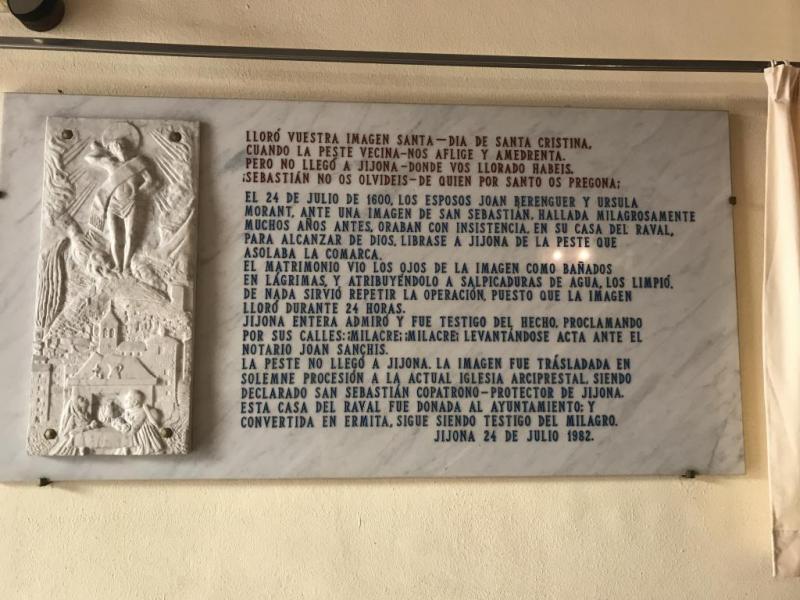 LLORÓ VUESTRA IMAGEN SANTA—DIA DE SANTA CRISTINA,
CUANDO LA PESTE VECINA-NOS AFLIGE Y AMEDRENTA.
PERO NO LLEGÓ A JIJONA-DONDE VOS LLORADO HABEIS.
¡SEBASTIÁN NO OS OLVIDEIS-DE QUIEN POR SANTO OS PREGONA¡
EL 24 DE JULIO DE 1600, LOS ESPOSOS JOAN BERENGUER Y URSULA
MORANT, ANTE UNA IMAGEN DE SAN SEBASTIAN, HALLADA MILAGROSAMENTE
MUCHOS AÑOS ANTES, ORABAN CON INSISTENCIA, EN SU CASA DEL RAVAL,
PARA ALCANZAR DE DIOS, LIBRASE A JIJONA DE LA PESTE QUE
ASOLABA LA COMARCA.
EL MATRIMONIO VIO LOS OJOS DE LA IMAGEN COMO BAÑADOS
EN LÁGRIMAS, Y ATRIBUYÉNDOLO A SALPICADURAS DE AGUA, LOS LIMPIÓ.
DE NADA SIRVIÓ REPETIR LA OPERACIÓN, PUESTO QUE LA IMAGEN
LLORÓ DURANTE 24 HORAS.
JIJONA ENTERA ADMIRÓ Y FUE TESTIGO DEL HECHO, PROCLAMANDO
POR SUS CALLES:¡MILACRE¡¡MILACRE¡ LEVANTÁNDOSE ACTA ANTE EL
NOTARIO JOAN SANCHIS.
LA PESTE NO LLEGÓ A JIJONA. LA IMAGEN FUE TRÁSLADADA EN
SOLEMNE PROCESIÓN A LA ACTUAL IGLESIA ARCIPRESTAL, SIENDO
DECLARADO SAN SEBASTIÁN COPATRONO-PROTECTOR DE JIJONA.
ESTA CASA DEL RAVAL FUE DONADA AL AYUNTAMIENTO; Y
CONVERTIDA EN ERMITA, SIGUE SIENDO TESTIGO DEL MILAGRO.
JIJONA 24 DE JULIO 1982.